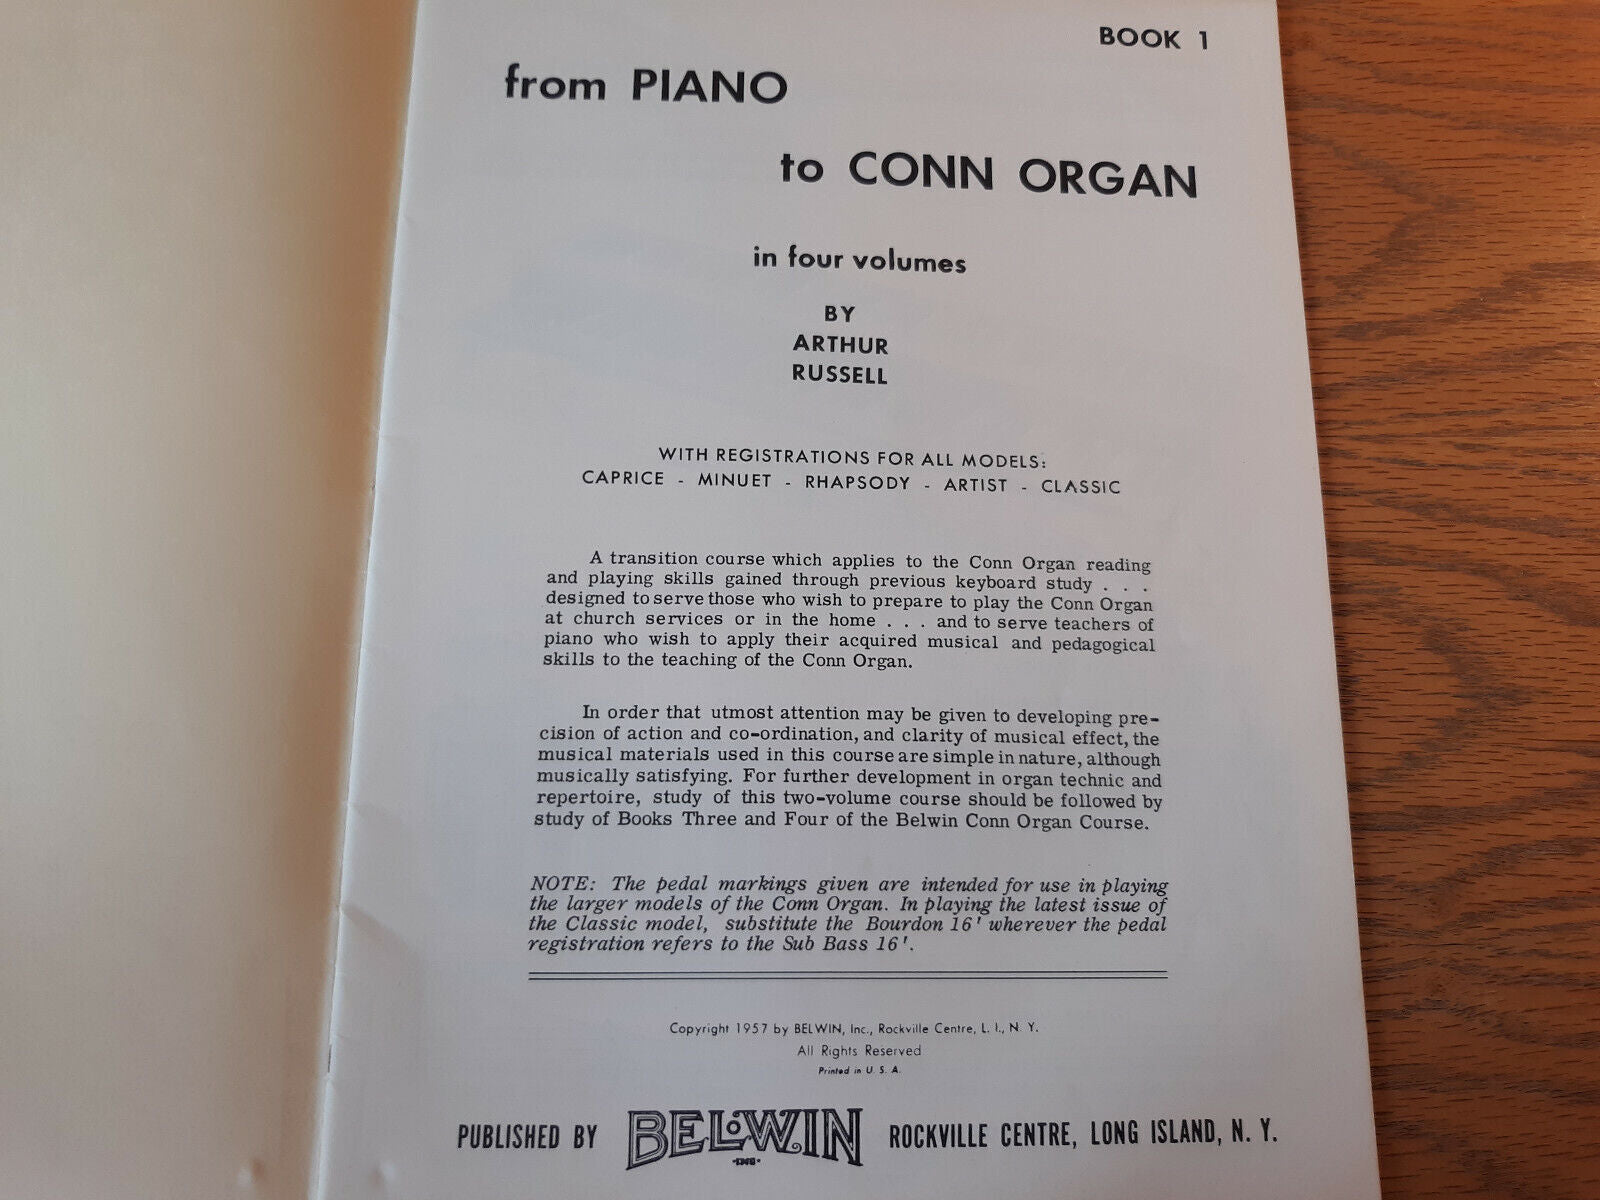 BOOK 1
from PIANO
to CONN ORGAN
in four volumes
BY
ARTHUR
RUSSELL
WITH REGISTRATIONS FOR ALL MODELS:
CAPRICE - MINUET - RHAPSODY - ARTIST - CLASSIC
A transition course which applies to the Conn Organ reading
and playing skills gained through previous keyboard study . . .
designed to serve those who wish to prepare to play the Conn Organ
at church services or in the home . . . and to serve teachers of
piano who wish to apply their acquired musical and pedagogical
skills to the teaching of the Conn Organ.
In order that utmost attention may be given to developing pre-
cision of action and co-ordination, and clarity of musical effect, the
musical materials used in this course are simple in nature, although
musically satisfying. For further development in organ technic and
repertoire, study of this two-volume course should be followed by
study of Books Three and Four of the Belwin Conn Organ Course.
NOTE: The pedal markings given are intended for use in playing
the larger models of the Conn Organ. In playing the latest issue of
the Classic model, substitute the Bourdon 16' wherever the pedal
registration refers to the Sub Bass 16'.
Copyright 1957 by BELWIN, Inc., Rockville Centre, L. I., N. Y.
All Rights Reserved
Printed in U. S. A.
PUBLISHED BY BELWIN INC ROCKVILLE CENTRE, LONG ISLAND, N. Y.